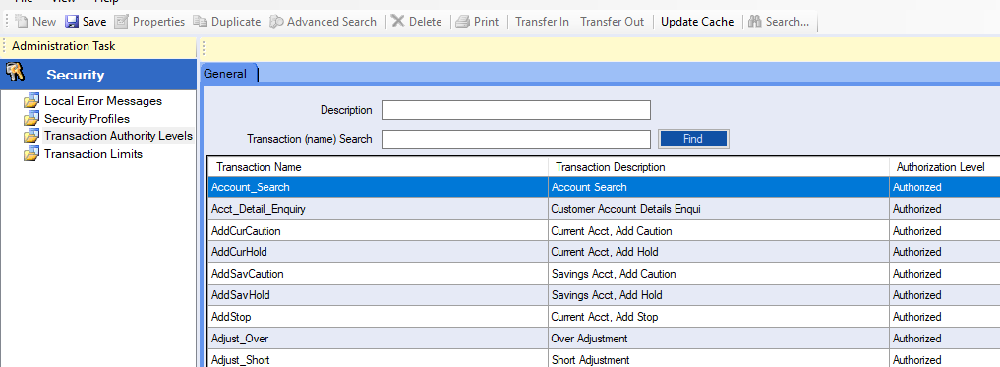 New Save Properties Duplicate Advanced Search Delete Print Transfer In Transfer Out Update Cache Search...
Administration Task
Security
Local Error Messages
Security Profiles
Transaction Authority Levels
Transaction Limits
General
Description
Transaction (name) Search Find
Transaction Name Transaction Description Authorization Level
Account_Search Account Search Authorized
Acct_Detail_Enquiry Customer Account Details Enqui Authorized
AddCurCaution Current Acct, Add Caution Authorized
AddCurHold Current Acct, Add Hold Authorized
AddSavCaution Savings Acct, Add Caution Authorized
AddSavHold Savings Acct, Add Hold Authorized
AddStop Current Acct, Add Stop Authorized
Adjust_Over Over Adjustment Authorized
Adjust_Short Short Adjustment Authorized